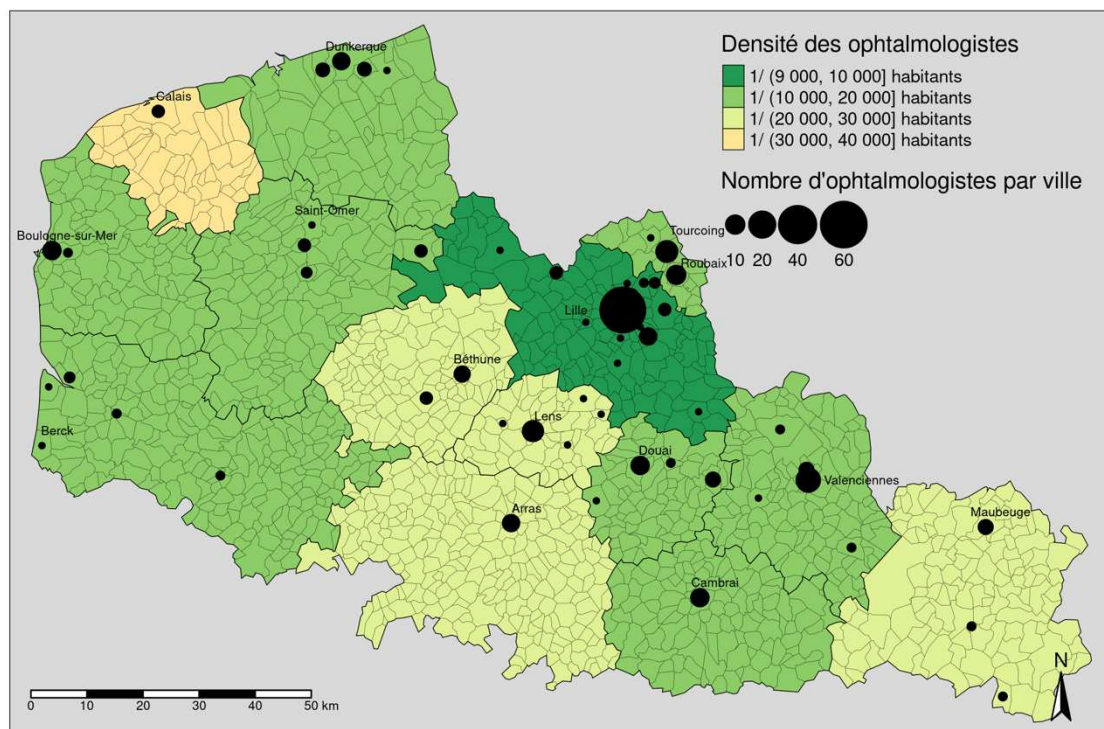 Densité des ophtalmologistes
1/ (9 000, 10 000] habitants
1/ (10 000, 20 000] habitants
1/ (20 000, 30 000] habitants
1/ (30 000, 40 000] habitants
Nombre d'ophtalmologistes par ville
10 20 40 60
Dunkerque
Calais
Saint-Omer
Boulogne-sur-Mer
Tourcoing
Roubaix
Lille
Béthune
Lens
Berck
Douai
Valenciennes
Arras
Maubeuge
Cambrai
N
0 10 20 30 40 50 km